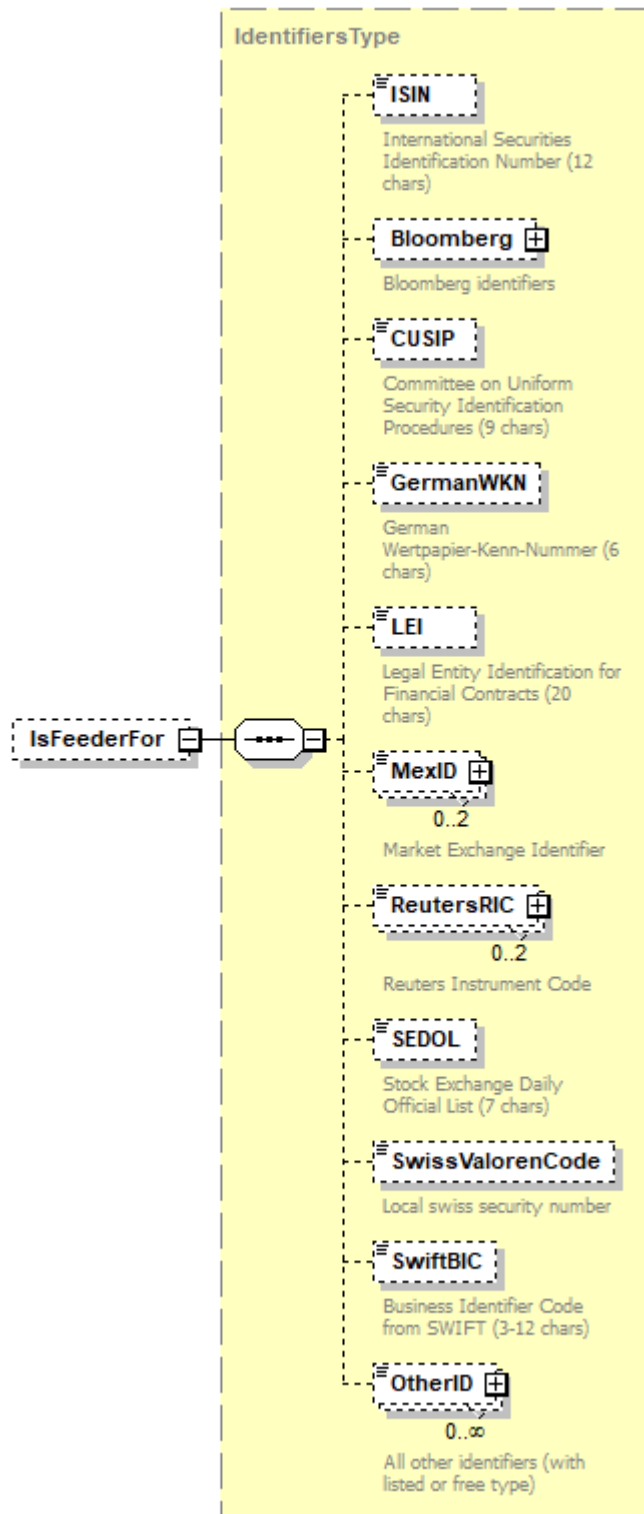 IdentifiersType
ISIN
International Securities
Identification Number (12
chars)
Bloomberg
Bloomberg identifiers
CUSIP
Committee on Uniform
Security Identification
Procedures (9 chars)
GermanWKN
German
Wertpapier-Kenn-Nummer (6
chars)
LEI
Legal Entity Identification for
Financial Contracts (20
chars)
IsFeederFor
MexID
0..2
Market Exchange Identifier
ReutersRIC
0..2
Reuters Instrument Code
SEDOL
Stock Exchange Daily
Official List (7 chars)
SwissValorenCode
Local swiss security number
SwiftBIC
Business Identifier Code
from SWIFT (3-12 chars)
OtherID
0..∞
All other identifiers (with
listed or free type)